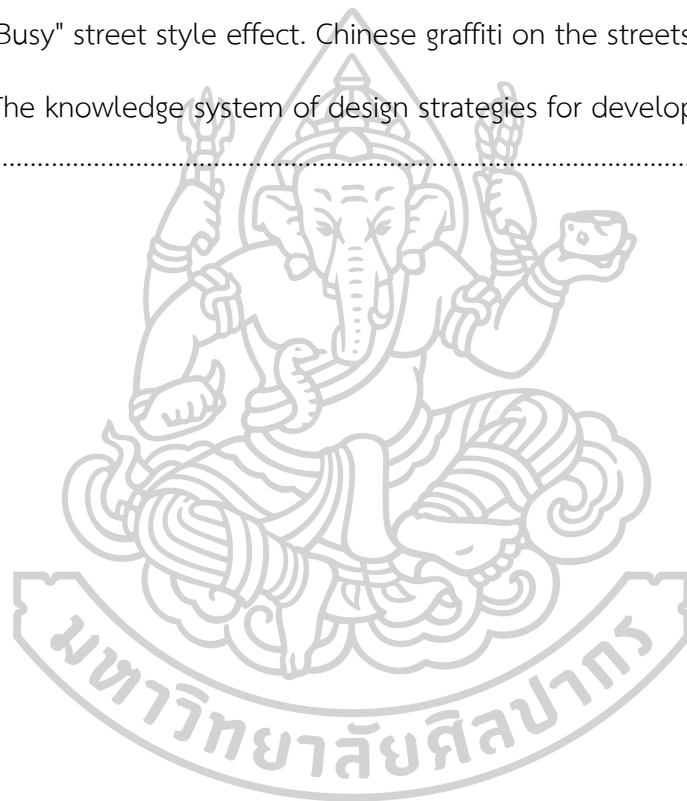 Busy" street style effect. Chinese graffiti on the streets
The knowledge system of design strategies for develop
....................................................................................................
มหาวิทยาลัยศิลปากร